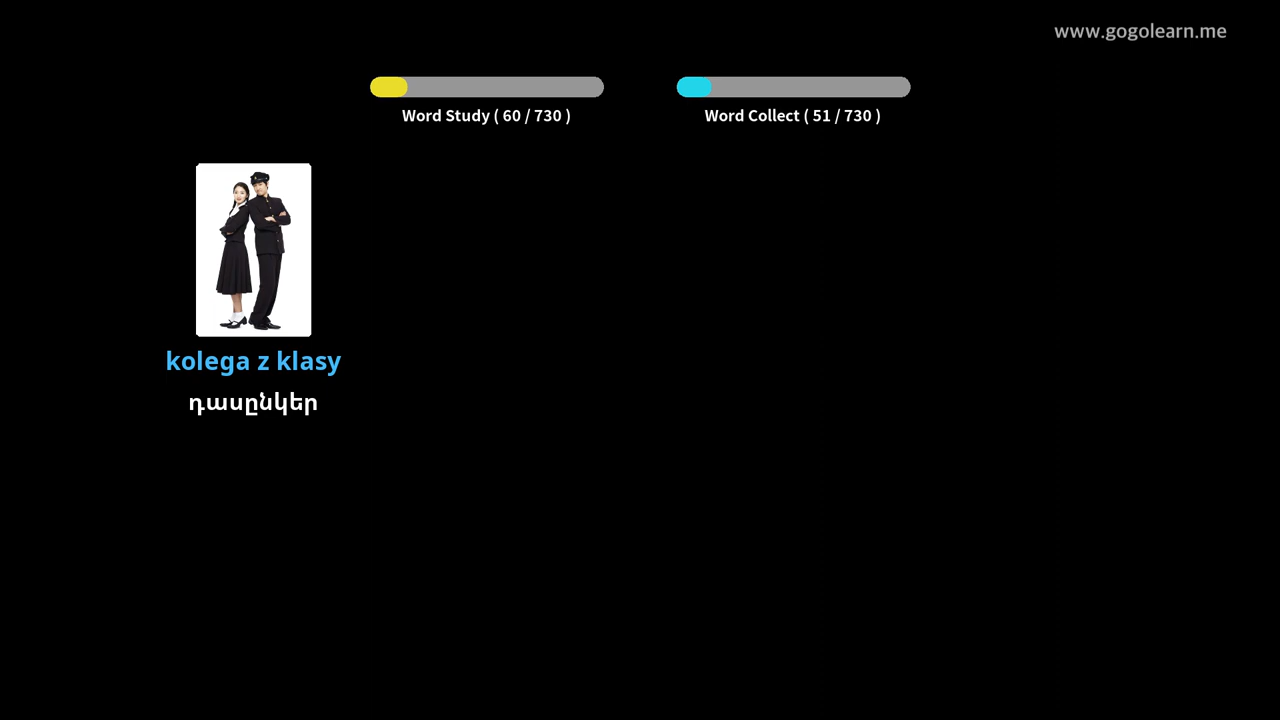 www.gogolearn.me
Word Study ( 60 / 730 )
Word Collect ( 51 / 730 )
kolega z klasy
դասընկեր